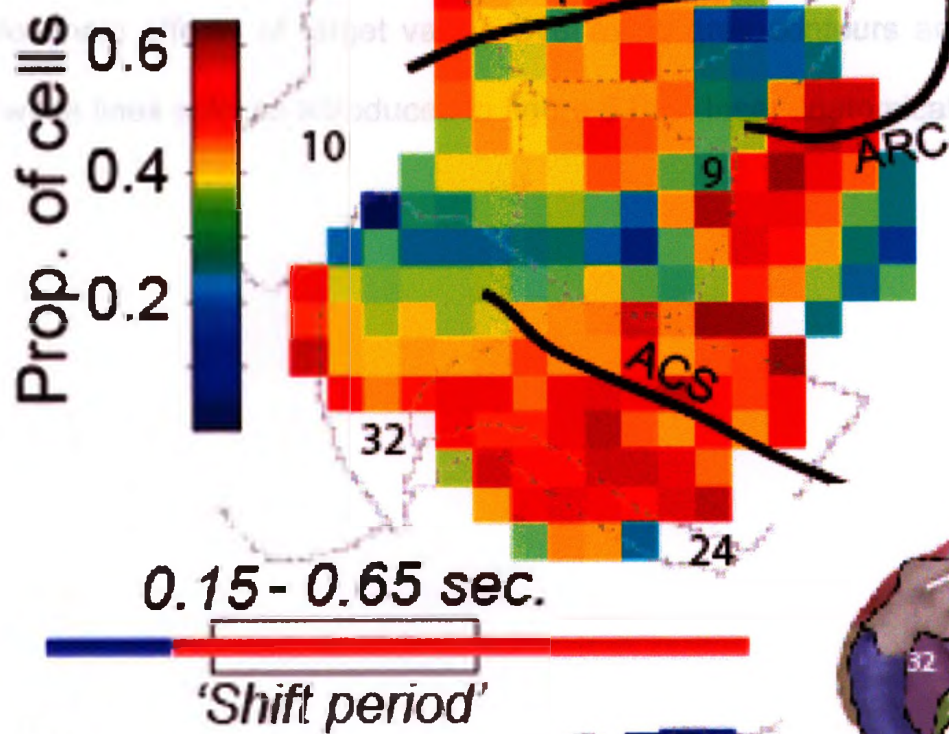 Prop. of cells
0.6
0.4
0.2
10
9
ARC
ACS
32
24
0.15 - 0.65 sec.
'Shift period'
32